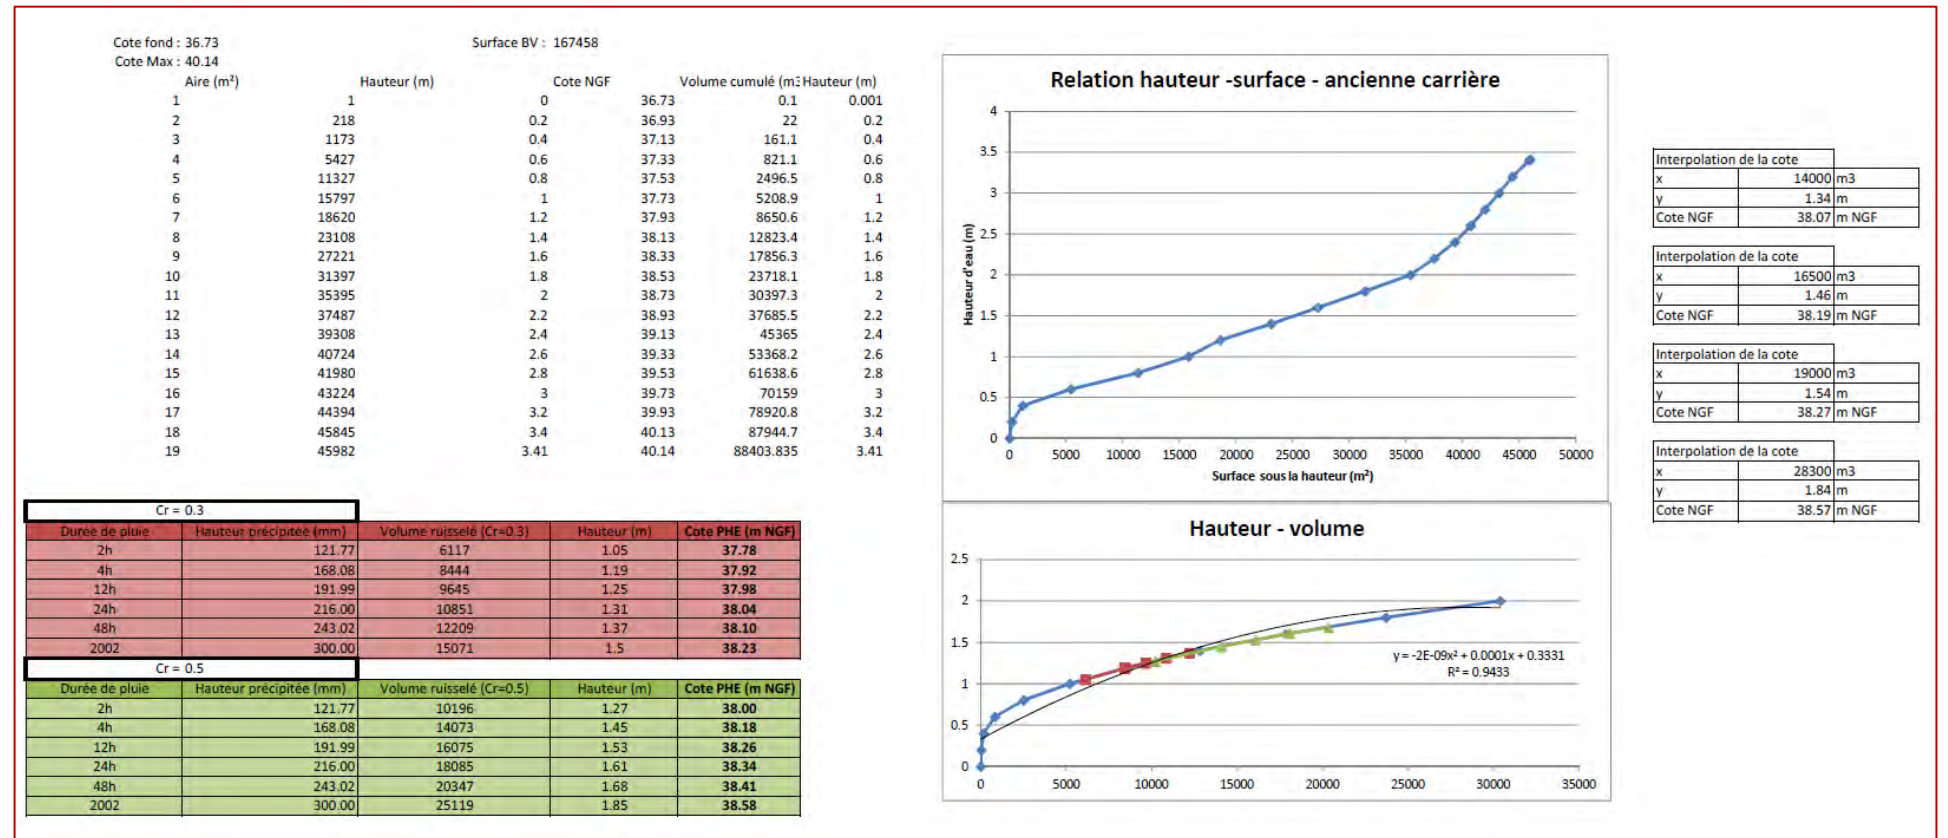 Cote fond : 36.73 Surface BV : 167458
Cote Max : 40.14
Aire (m²) Hauteur (m) Cote NGF Volume cumulé (m3 Hauteur (m)
1 1 0 36.73 0.1 0.001
2 218 0.2 36.93 22 0.2
3 1173 0.4 37.13 161.1 0.4
4 5427 0.6 37.33 821.1 0.6
5 11327 0.8 37.53 2496.5 0.8
6 15797 1 37.73 5208.9 1
7 18620 1.2 37.93 8650.6 1.2
8 23108 1.4 38.13 12823.4 1.4
9 27221 1.6 38.33 17856.3 1.6
10 31397 1.8 38.53 23718.1 1.8
11 35395 2 38.73 30397.3 2
12 37487 2.2 38.93 37685.5 2.2
13 39308 2.4 39.13 45365 2.4
14 40724 2.6 39.33 53368.2 2.6
15 41980 2.8 39.53 61638.6 2.8
16 43224 3 39.73 70159 3
17 44394 3.2 39.93 78920.8 3.2
18 45845 3.4 40.13 87944.7 3.4
19 45982 3.41 40.14 88403.835 3.41
Cr = 0.3
Durée de pluie Hauteur précipitée (mm) Volume ruisselé (Cr=0.3) Hauteur (m) Cote PHE (m NGF)
2h 121.77 6117 1.05 37.78
4h 168.08 8444 1.19 37.92
12h 191.99 9645 1.25 37.98
24h 216.00 10851 1.31 38.04
48h 243.02 12209 1.37 38.10
2002 300.00 15071 1.5 38.23
Cr = 0.5
Durée de pluie Hauteur précipitée (mm) Volume ruisselé (Cr=0.5) Hauteur (m) Cote PHE (m NGF)
2h 121.77 10196 1.27 38.00
4h 168.08 14073 1.45 38.18
12h 191.99 16075 1.53 38.26
24h 216.00 18085 1.61 38.34
48h 243.02 20347 1.68 38.41
2002 300.00 25119 1.85 38.58
Relation hauteur -surface - ancienne carrière
4
3.5
3
2.5
2
1.5
1
0.5
0
Hauteur d'eau (m)
0 5000 10000 15000 20000 25000 30000 35000 40000 45000 50000
Surface sous la hauteur (m²)
Hauteur - volume
2.5
2
1.5
1
0.5
0
y = -2E-09x² + 0.0001x + 0.3331
R² = 0.9433
0 5000 10000 15000 20000 25000 30000 35000
Interpolation de la cote
x 14000 m3
y 1.34 m
Cote NGF 38.07 m NGF
Interpolation de la cote
x 16500 m3
y 1.46 m
Cote NGF 38.19 m NGF
Interpolation de la cote
x 19000 m3
y 1.54 m
Cote NGF 38.27 m NGF
Interpolation de la cote
x 28300 m3
y 1.84 m
Cote NGF 38.57 m NGF